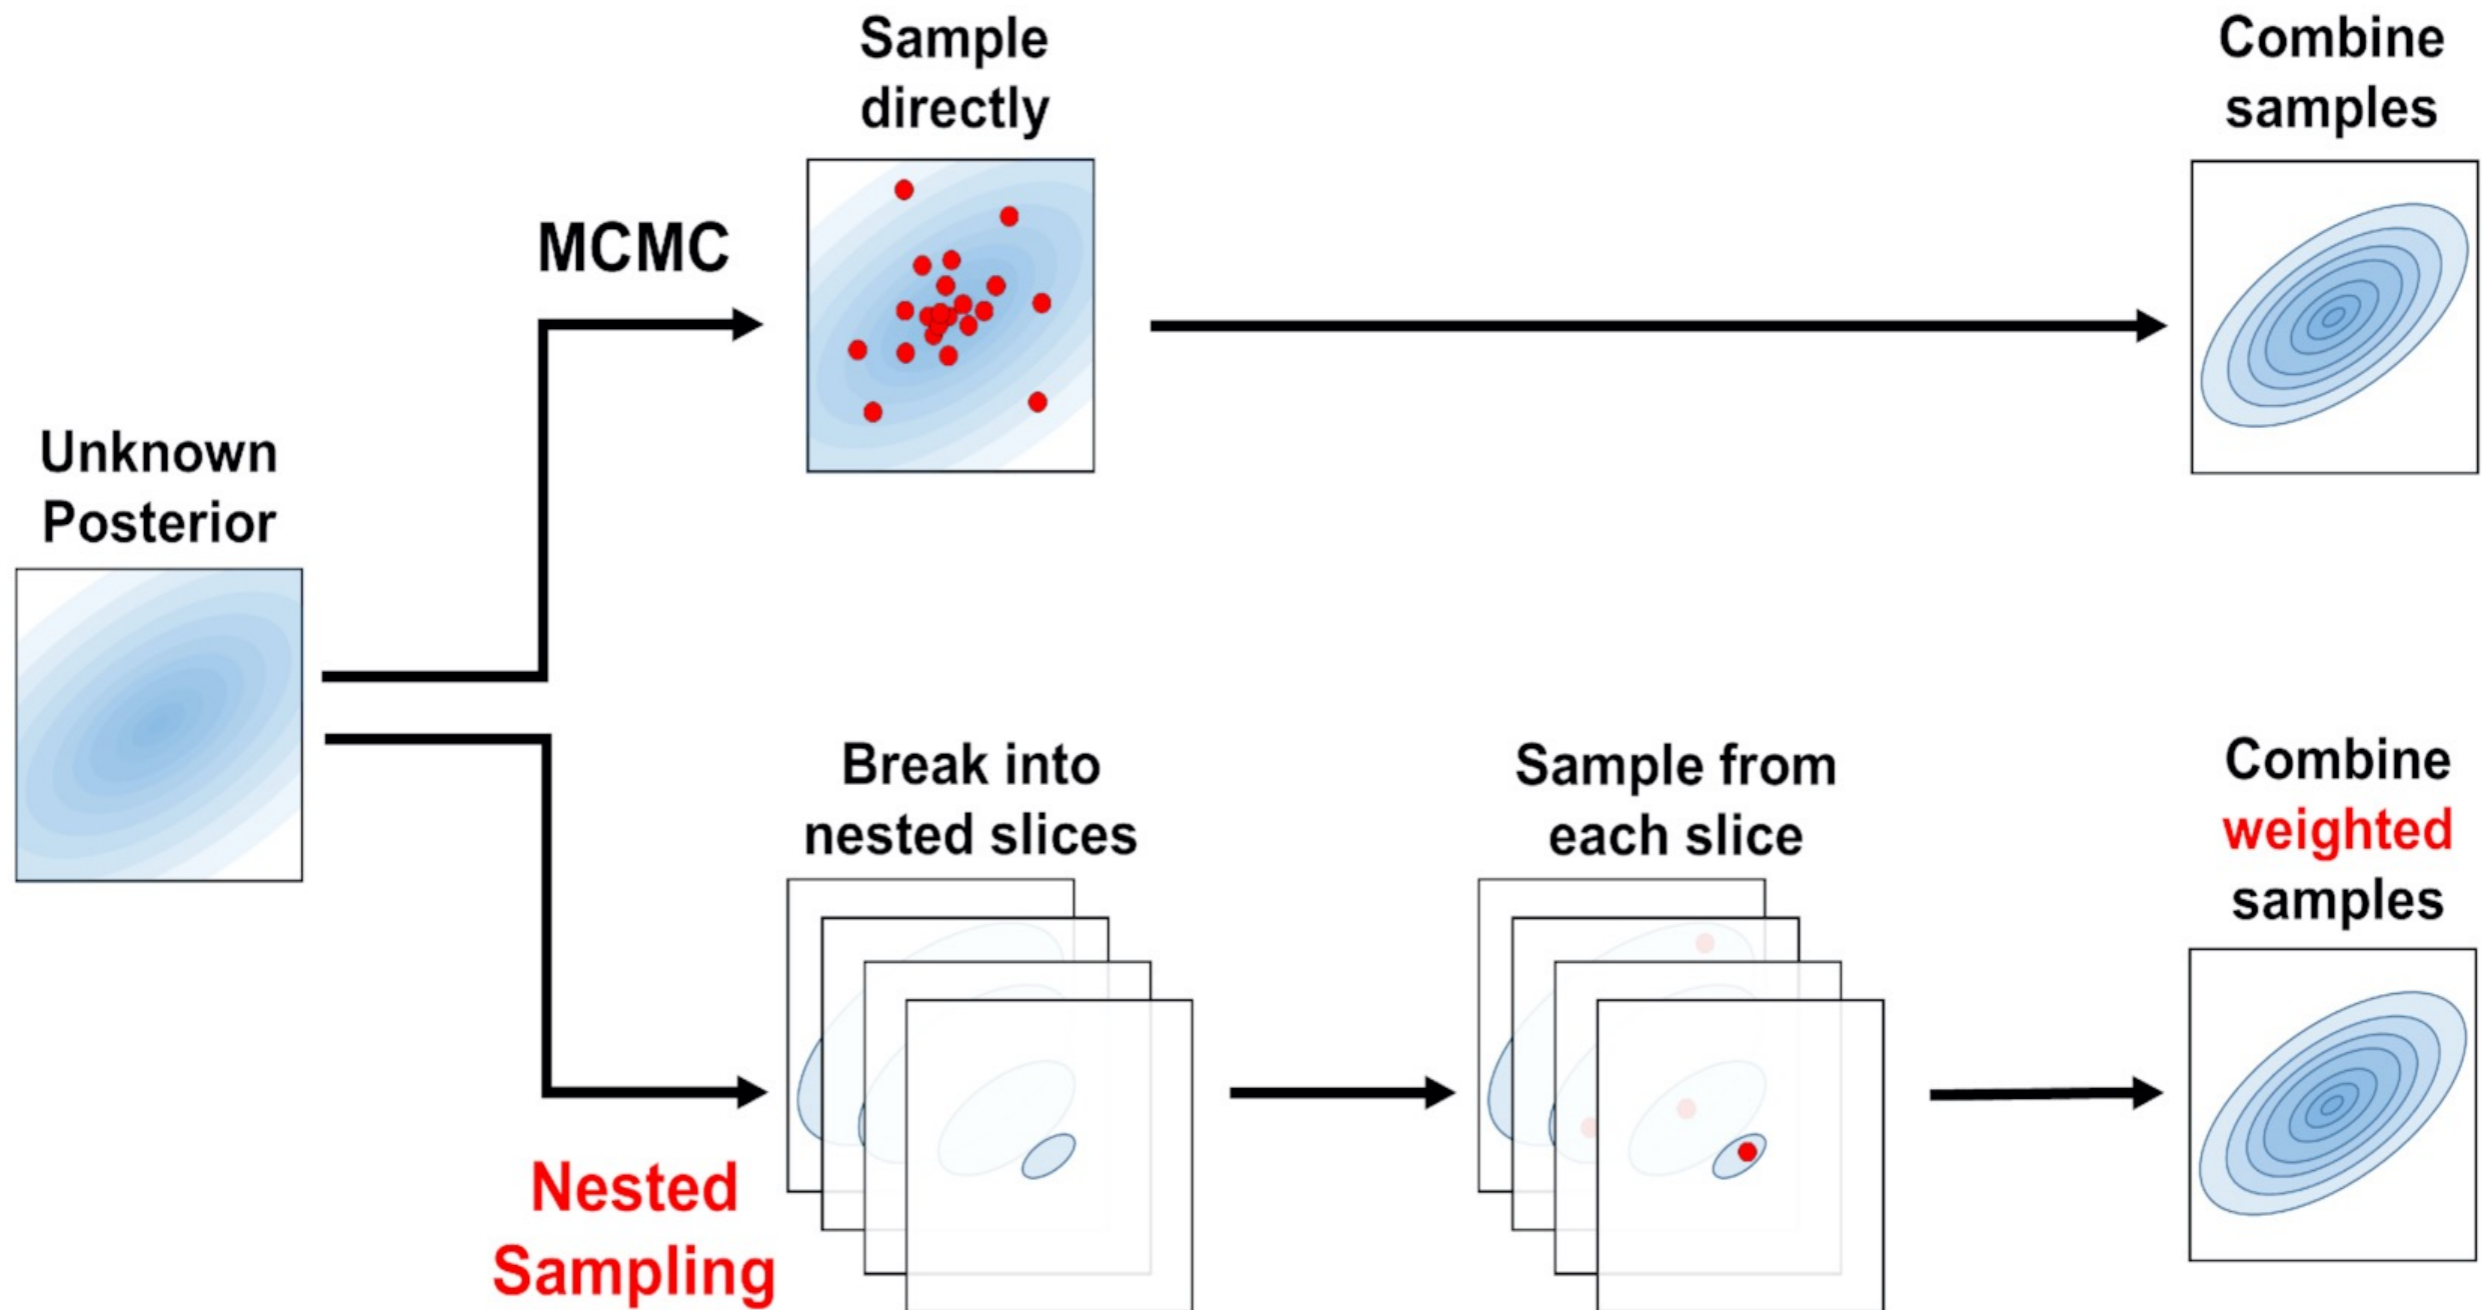 Unknown
Posterior
MCMC
Sample
directly
Combine
samples
Nested
Sampling
Break into
nested slices
Sample from
each slice
Combine
weighted
samples